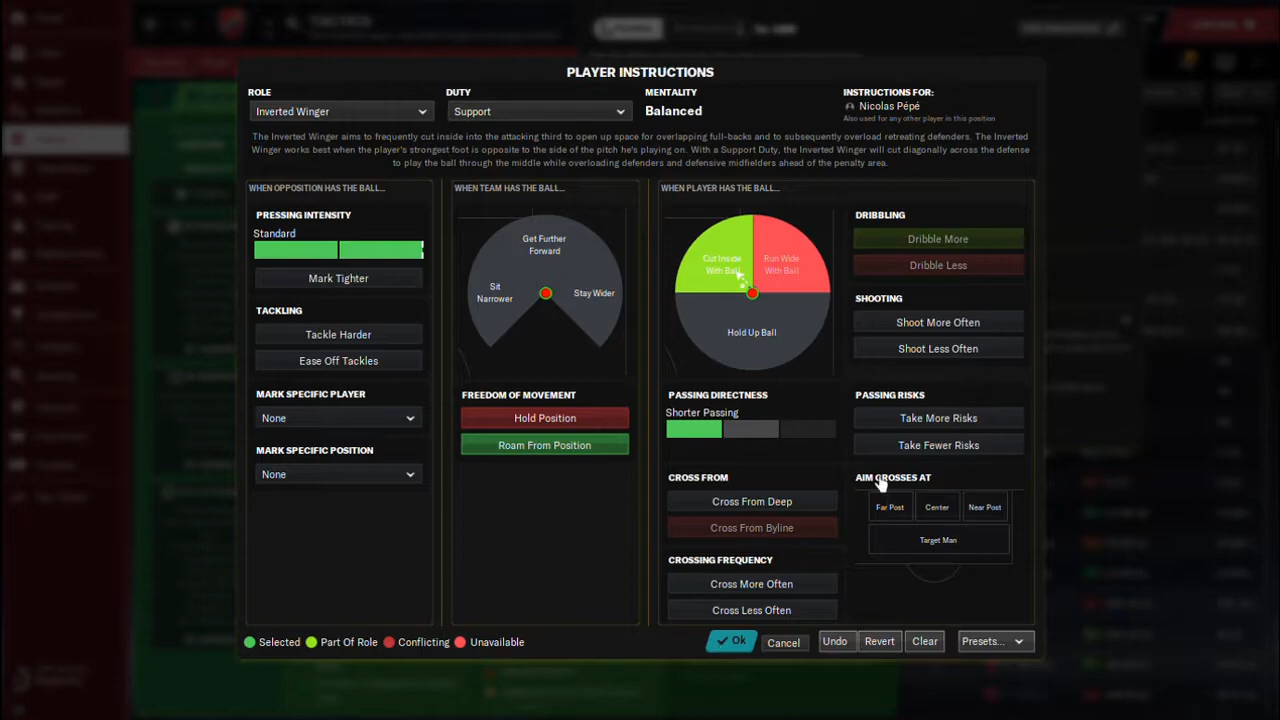 TACTICS
PLAYER INSTRUCTIONS
ROLE
Inverted Winger
DUTY
Support
MENTALITY
Balanced
INSTRUCTIONS FOR:
Nicolas Pépé
Also used for any other player in this position
The Inverted Winger aims to frequently cut inside into the attacking third to open up space for overlapping full-backs and to subsequently overload retreating defenders. The Inverted
Winger works best when the player's strongest foot is opposite to the side of the pitch he's playing on. With a Support Duty, the Inverted Winger will cut diagonally across the defense
to play the ball through the middle while overloading defenders and defensive midfielders ahead of the penalty area.
WHEN OPPOSITION HAS THE BALL...
PRESSING INTENSITY
Standard
Mark Tighter
TACKLING
Tackle Harder
Ease Off Tackles
MARK SPECIFIC PLAYER
None
MARK SPECIFIC POSITION
None
WHEN TEAM HAS THE BALL...
Get Further
Forward
Sit
Narrower
Stay Wider
FREEDOM OF MOVEMENT
Hold Position
Roam From Position
WHEN PLAYER HAS THE BALL...
Cut Inside
With Ball
Run Wide
With Ball
Hold Up Ball
PASSING DIRECTNESS
Shorter Passing
CROSS FROM
Cross From Deep
Cross From Byline
CROSSING FREQUENCY
Cross More Often
Cross Less Often
DRIBBLING
Dribble More
Dribble Less
SHOOTING
Shoot More Often
Shoot Less Often
PASSING RISKS
Take More Risks
Take Fewer Risks
AIM CROSSES AT
Far Post
Center
Near Post
Target Man
Selected
Part Of Role
Conflicting
Unavailable
Ok
Cancel
Undo
Revert
Clear
Presets...